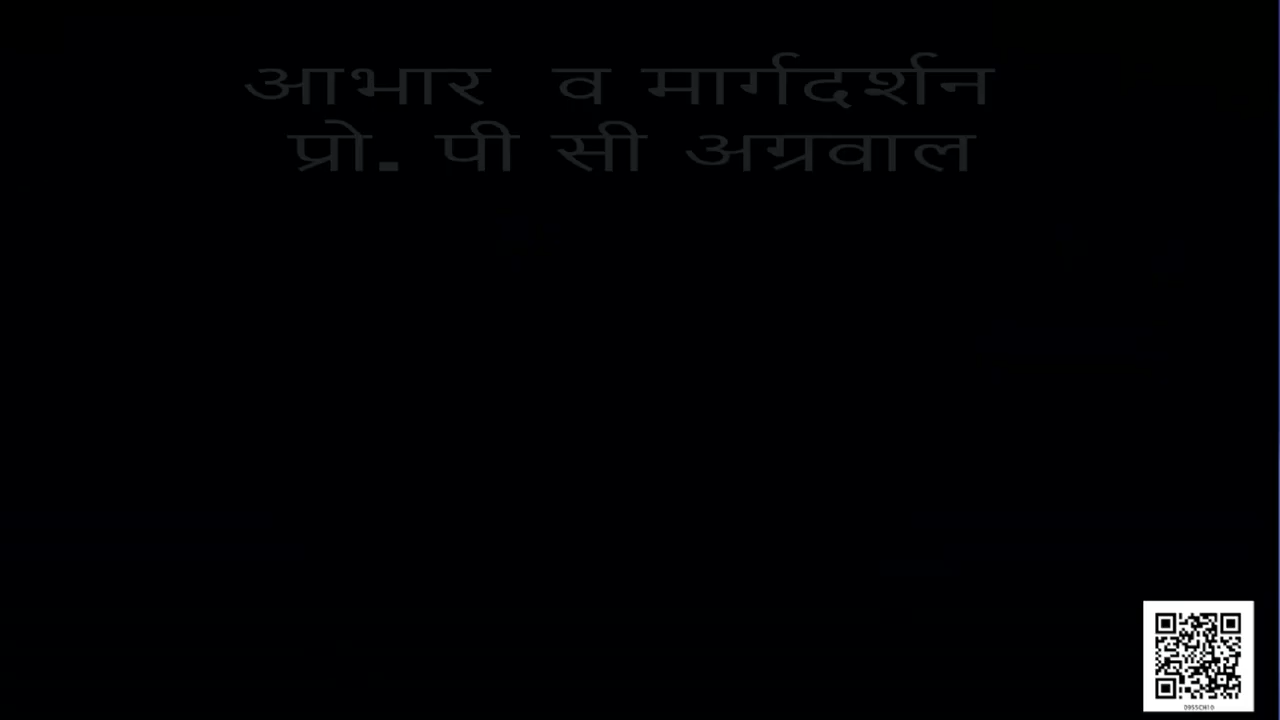 आभार व मार्गदर्शन
प्रो. पी सी अग्रवाल